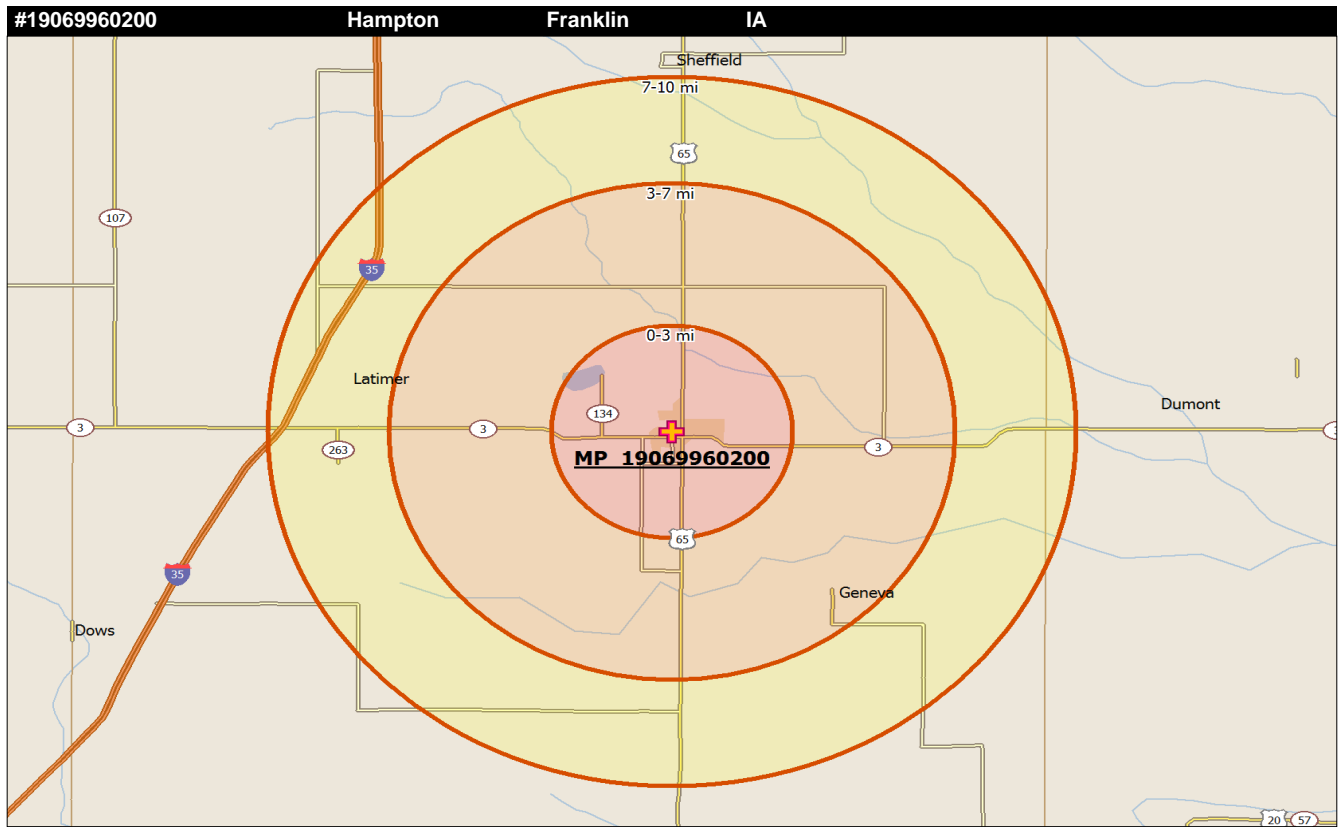 #19069960200 Hampton Franklin IA
Sheffield
7-10 mi
65
3-7 mi
107
35
0-3 mi
Latimer
134
Dumont
3
263
3
3
MP 19069960200
65
35
Geneva
Dows
20
57